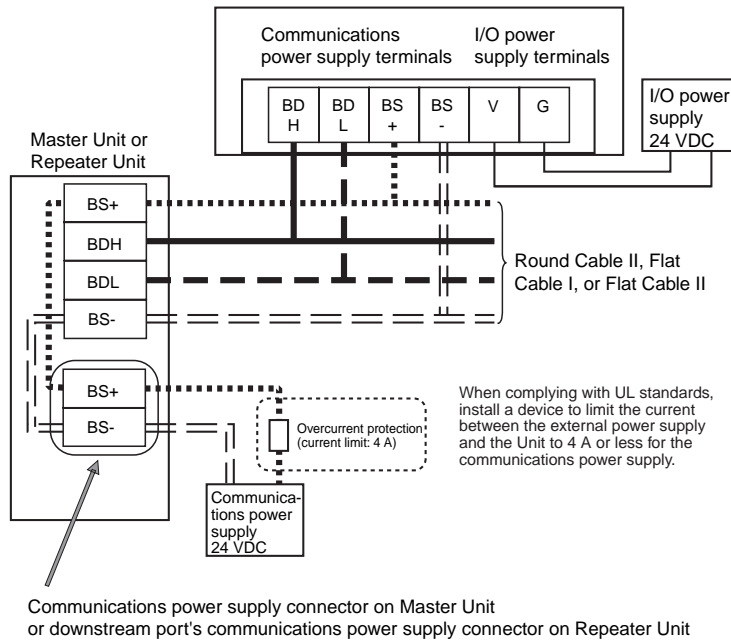 Communications
power supply terminals
I/O power
supply terminals
BD
H
BD
L
BS
+
BS
-
V
G
I/O power
supply
24 VDC
Master Unit or
Repeater Unit
BS+
BDH
BDL
BS-
Round Cable II, Flat
Cable I, or Flat Cable II
BS+
BS-
Overcurrent protection
(current limit: 4 A)
When complying with UL standards,
install a device to limit the current
between the external power supply
and the Unit to 4 A or less for the
communications power supply.
Communica-
tions power
supply
24 VDC
Communications power supply connector on Master Unit
or downstream port's communications power supply connector on Repeater Unit